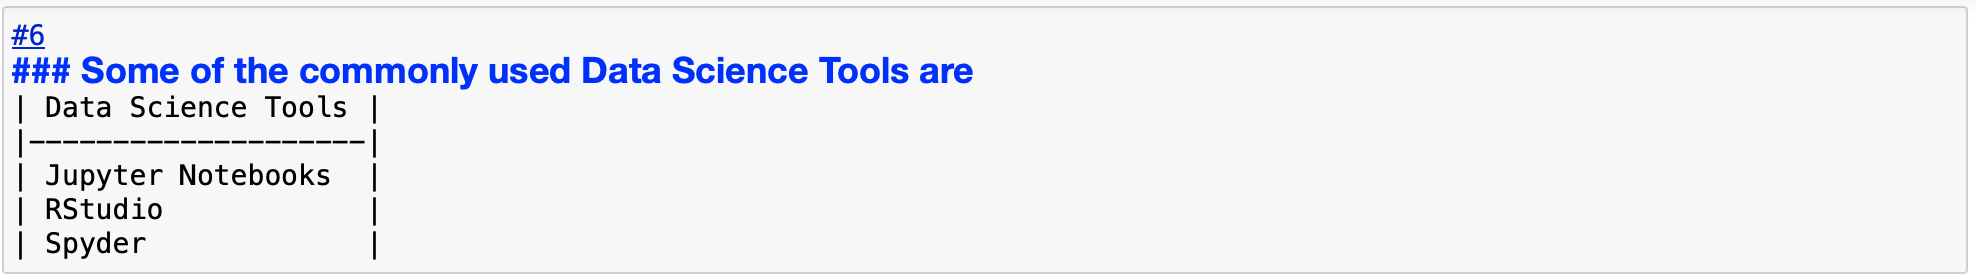 #6
### Some of the commonly used Data Science Tools are
| Data Science Tools |
|--------------------|
| Jupyter Notebooks  |
| RStudio            |
| Spyder             |